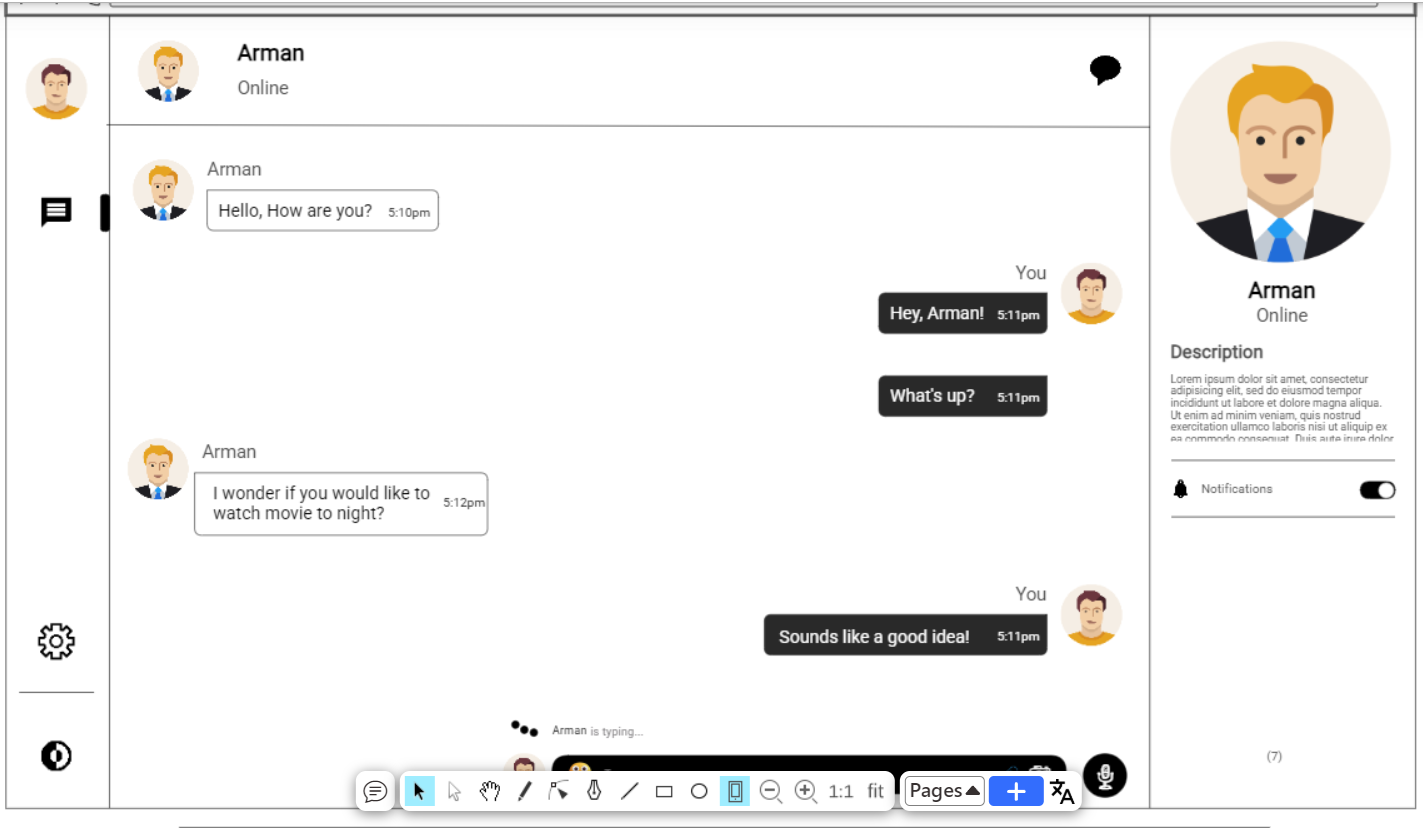 Arman
Online
Arman
Hello, How are you? 5:10pm
You
Hey, Arman! 5:11pm
What's up? 5:11pm
Arman
I wonder if you would like to
watch movie to night? 5:12pm
You
Sounds like a good idea! 5:11pm
Arman is typing...
Arman
Online
Description
Lorem ipsum dolor sit amet, consectetur
adipisicing elit, sed do eiusmod tempor
incididunt ut labore et dolore magna aliqua.
Ut enim ad minim veniam, quis nostrud
exercitation ullamco laboris nisi ut aliquip ex
ea commodo consequat. Duis aute irure dolor
Notifications
(7)
1:1 fit Pages